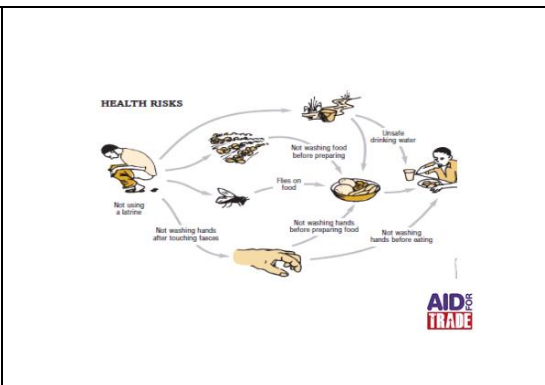 HEALTH RISKS
Unsafe
drinking water
Not washing food
before preparing
Flies on
food
Not using
a latrine
Not washing hands
after touching faeces
Not washing hands
before preparing food
Not washing
hands before eating
AID FOR
TRADE